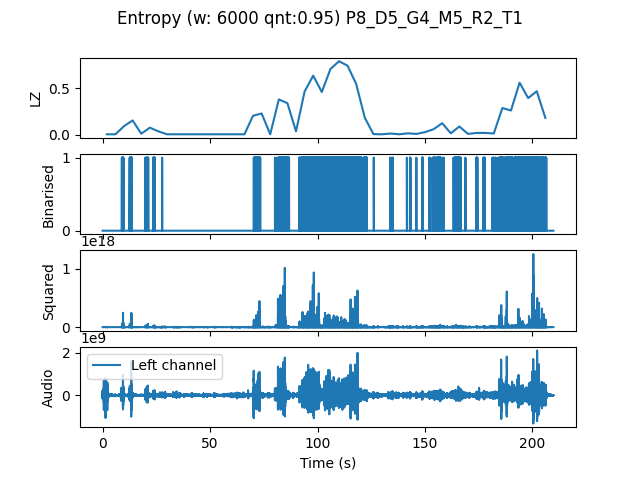 Entropy (w: 6000 qnt:0.95) P8_D5_G4_M5_R2_T1
LZ
0.5
0.0
Binarised
1
0
1e18
Squared
1
0
1e9
Audio
2
0
Left channel
0
50
100
150
200
Time (s)